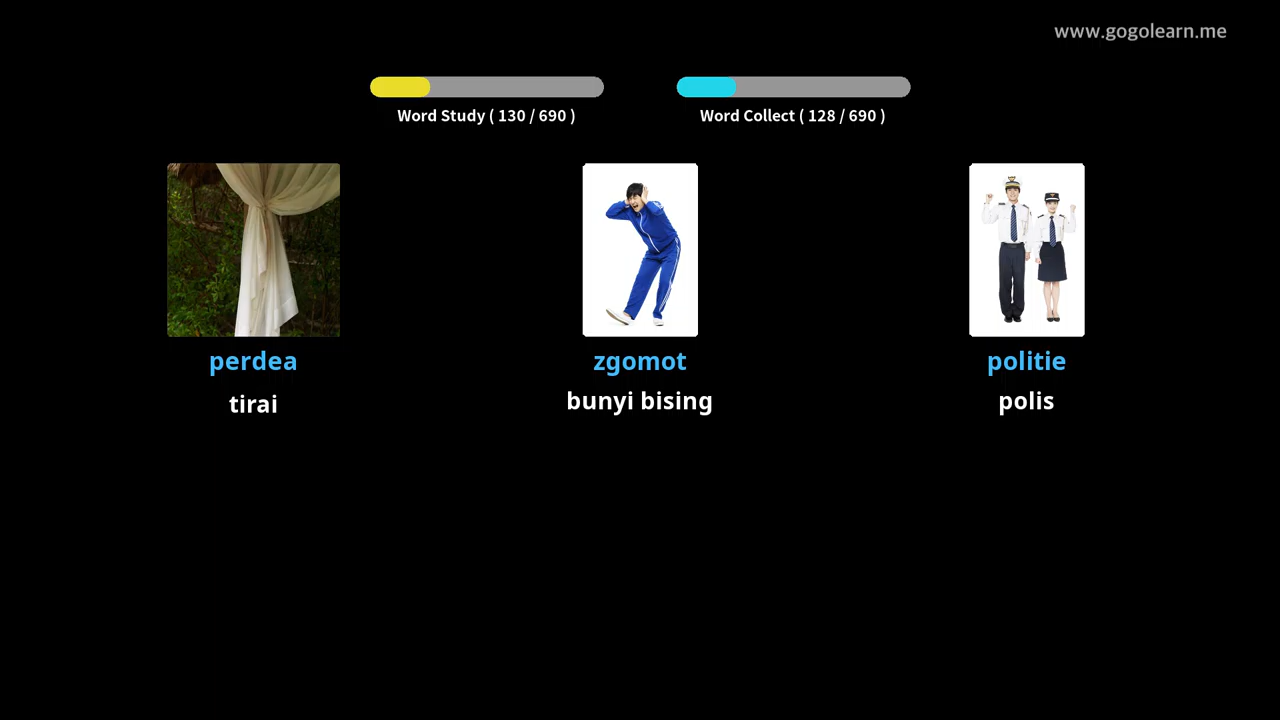 www.gogolearn.me
Word Study ( 130 / 690 )
Word Collect ( 128 / 690 )
perdea
zgomot
politie
tirai
bunyi bising
polis